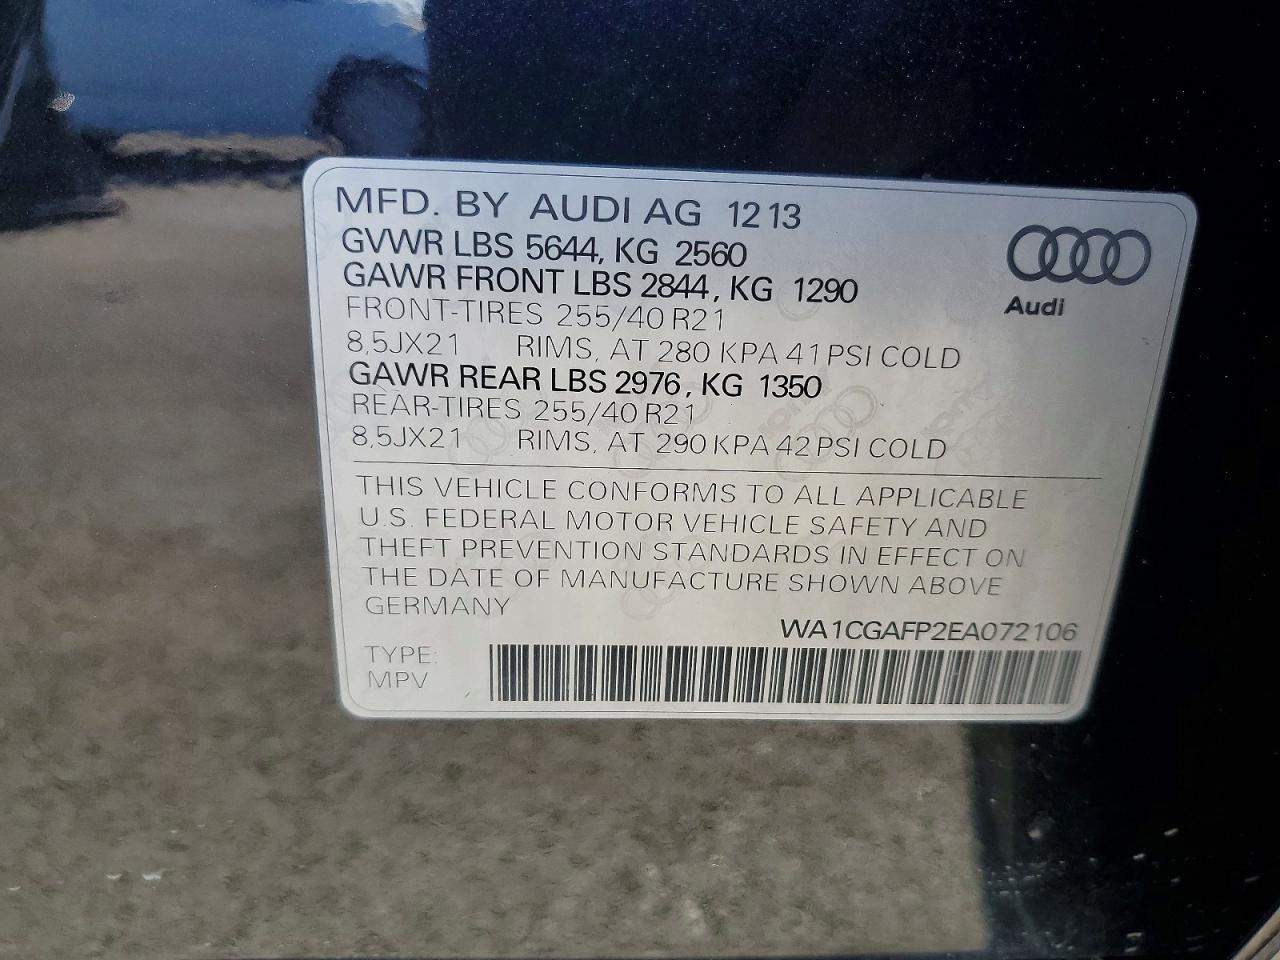 MFD. BY AUDI AG 12 13
GVWR LBS 5644, KG 2560
GAWR FRONT LBS 2844, KG 1290
FRONT-TIRES 255/40 R21
8,5JX21 RIMS, AT 280 KPA 41 PSI COLD
GAWR REAR LBS 2976, KG 1350
REAR-TIRES 255/40 R21
8,5JX21 RIMS, AT 290 KPA 42 PSI COLD
Audi
THIS VEHICLE CONFORMS TO ALL APPLICABLE
U.S. FEDERAL MOTOR VEHICLE SAFETY AND
THEFT PREVENTION STANDARDS IN EFFECT ON
THE DATE OF MANUFACTURE SHOWN ABOVE
GERMANY
WA1CGAFP2EA072106
TYPE:
MPV